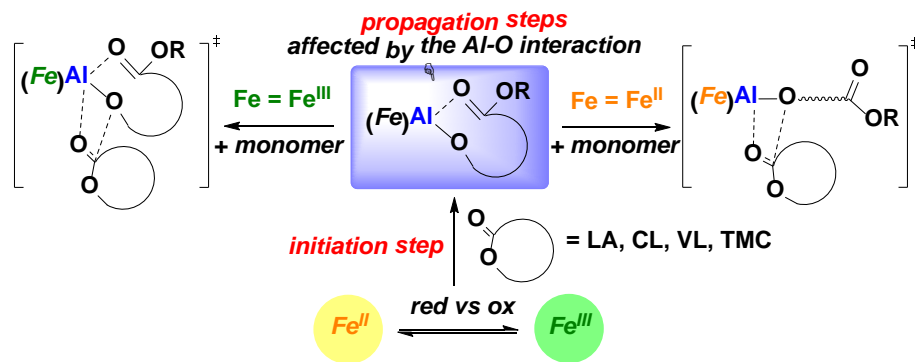 propagation steps
affected by the Al-O interaction
‡
O
OR
(Fe)Al
O
O
O
Fe = Fe^III
+ monomer
O
OR
(Fe)Al
O
Fe = Fe^II
+ monomer
‡
(Fe)Al—O
O
OR
O
O
initiation step
O
O
= LA, CL, VL, TMC
red vs ox
Fe^II
Fe^III